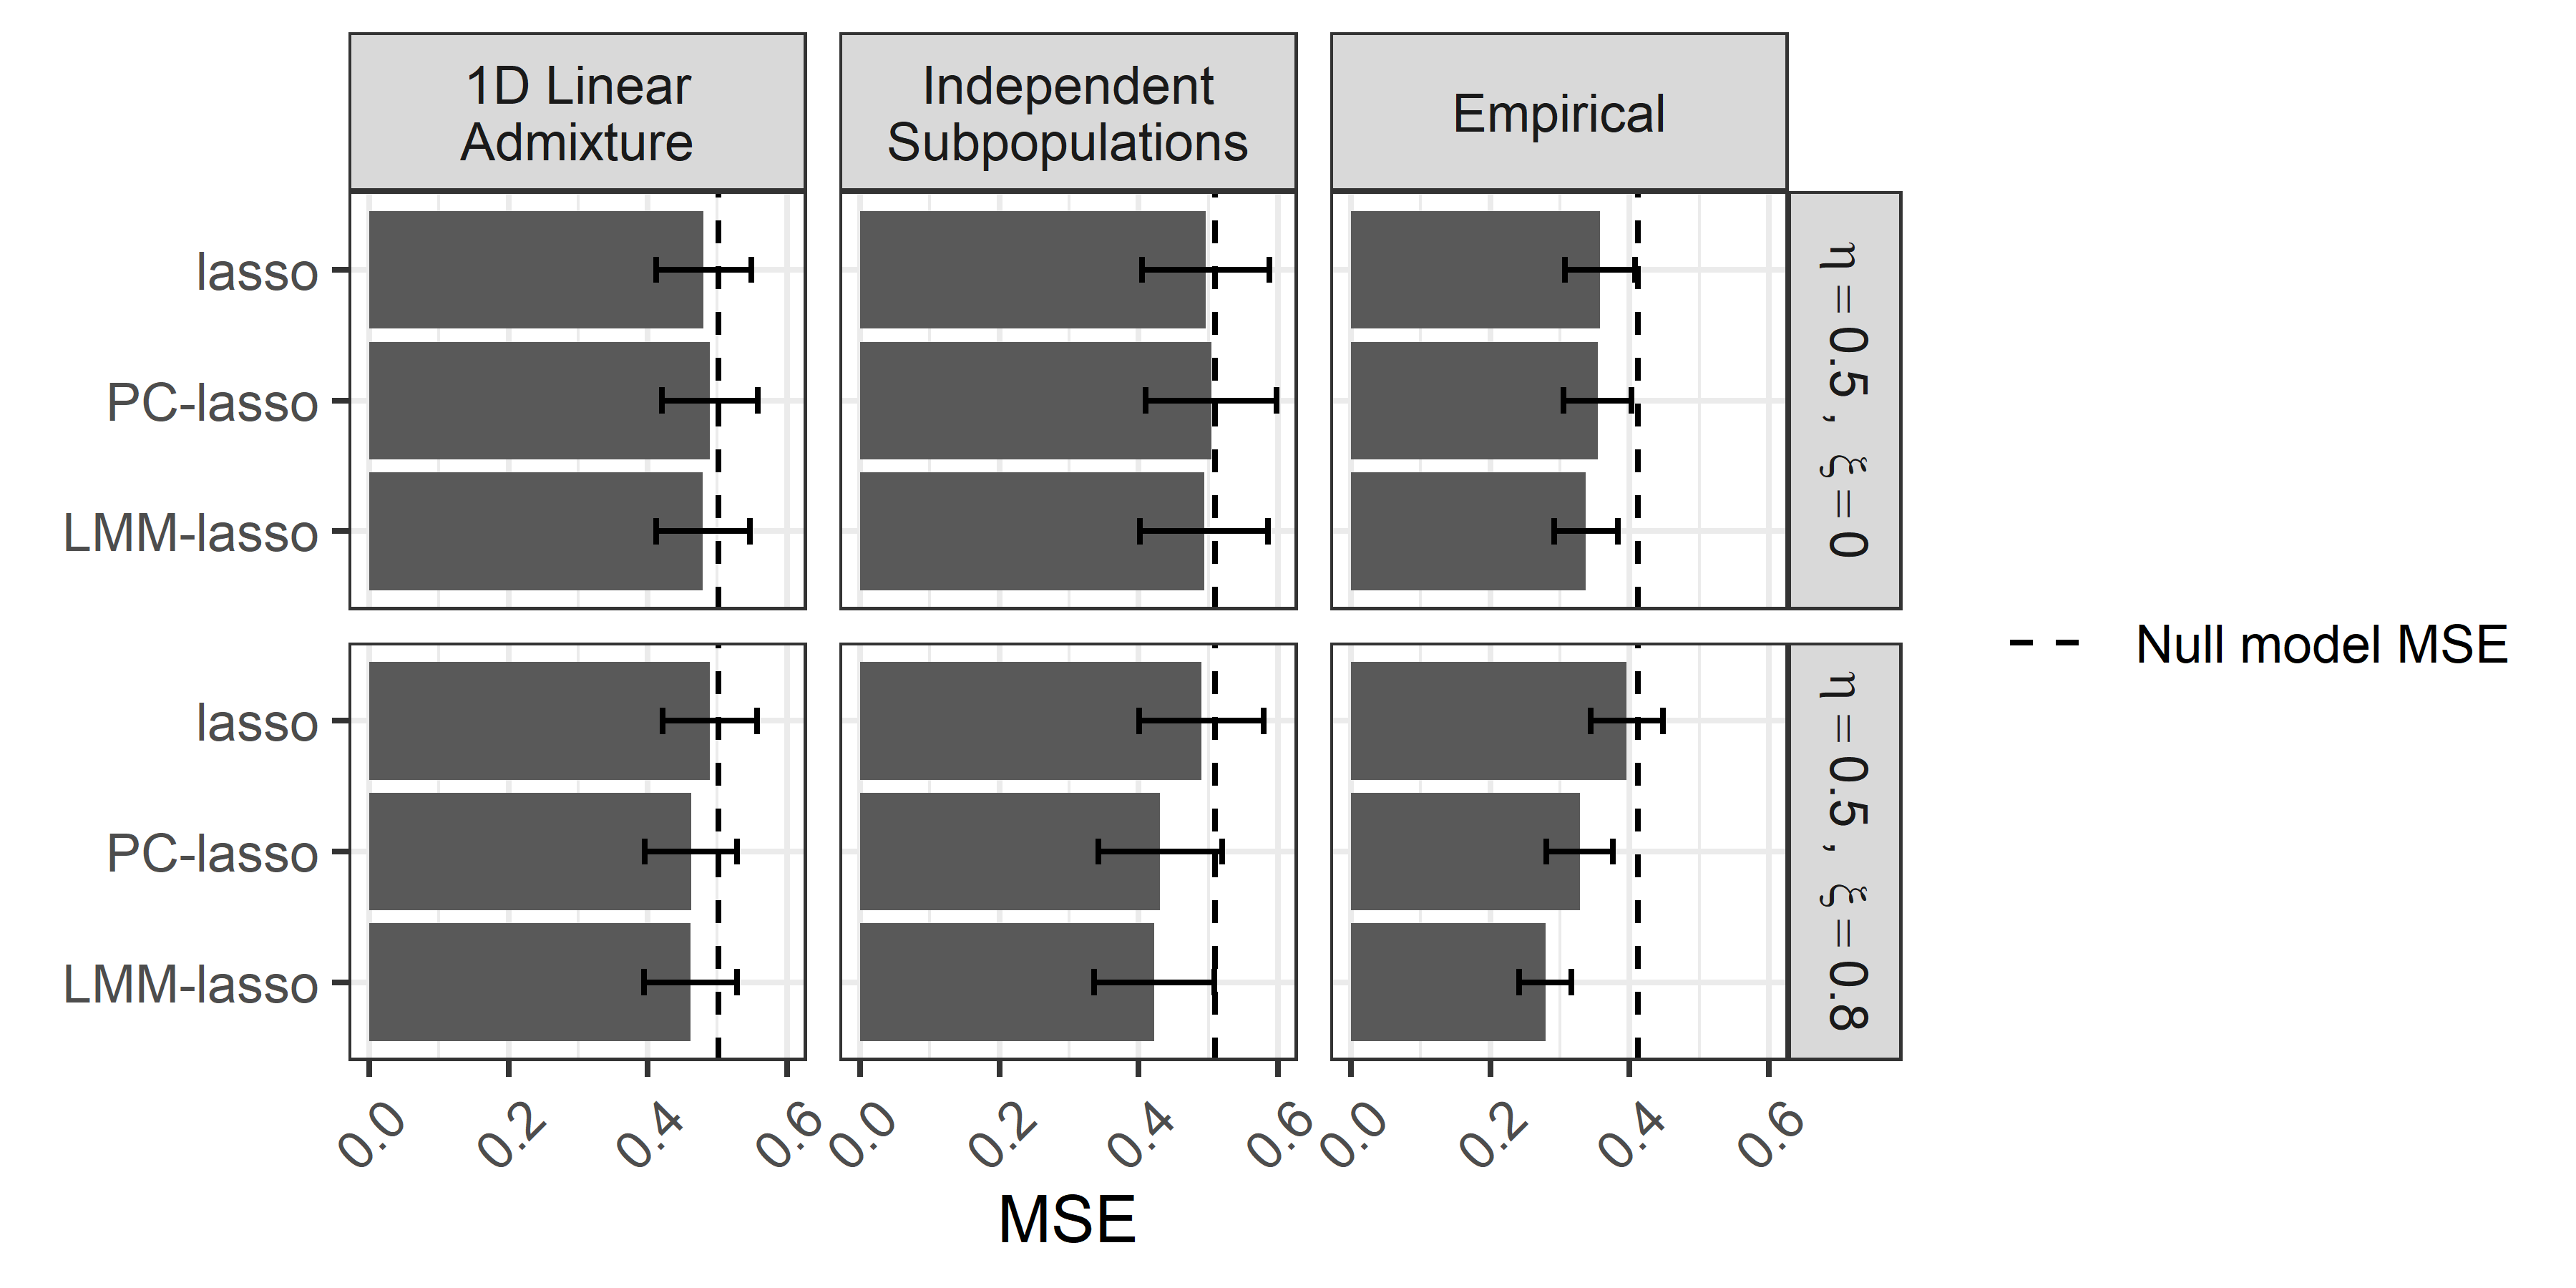 1D Linear
Admixture
Independent
Subpopulations
Empirical
lasso
PC-lasso
LMM-lasso
η = 0.5 , ξ = 0
lasso
PC-lasso
LMM-lasso
η = 0.5 , ξ = 0.8
Null model MSE
0.0 0.2 0.4 0.6 0.0 0.2 0.4 0.6 0.0 0.2 0.4 0.6
MSE